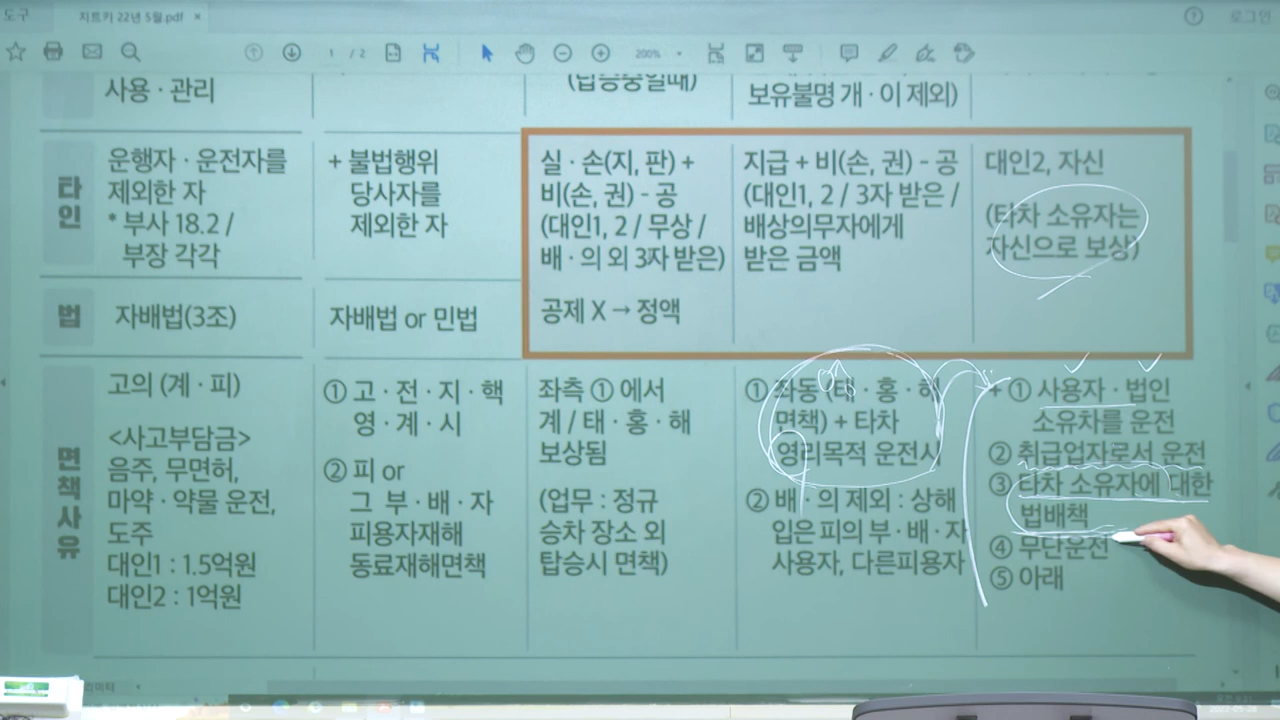 도구
치트키 22년 5월.pdf ×
로그인
1 / 2
200%
사용 · 관리
(탑승중일때)
보유불명 개 · 이 제외)
타인
운행자 · 운전자를
제외한 자
* 부사 18.2 /
부장 각각
+ 불법행위
당사자를
제외한 자
실 · 손(지, 판) +
비(손, 권) - 공
(대인1, 2 / 무상 /
배 · 의 외 3자 받은)
공제 X → 정액
지급 + 비(손, 권) - 공
(대인1, 2 / 3자 받은 /
배상의무자에게
받은 금액
대인2, 자신
(타차 소유자는
자신으로 보상)
법
자배법(3조)
자배법 or 민법
면책사유
고의 (계 · 피)
<사고부담금>
음주, 무면허,
마약 · 약물 운전,
도주
대인1 : 1.5억원
대인2 : 1억원
① 고 · 전 · 지 · 핵
영 · 계 · 시
② 피 or
그 부 · 배 · 자
피용자재해
동료재해면책
좌측 ① 에서
계 / 태 · 홍 · 해
보상됨
(업무 : 정규
승차 장소 외
탑승시 면책)
① 좌동 (태 · 홍 · 해
면책) + 타차
영리목적 운전시
② 배 · 의 제외 : 상해
입은 피의 부 · 배 · 자
사용자, 다른피용자
+ ① 사용자 · 법인
소유차를 운전
② 취급업자로서 운전
③ 타차 소유자에 대한
법배책
④ 무단운전
⑤ 아래